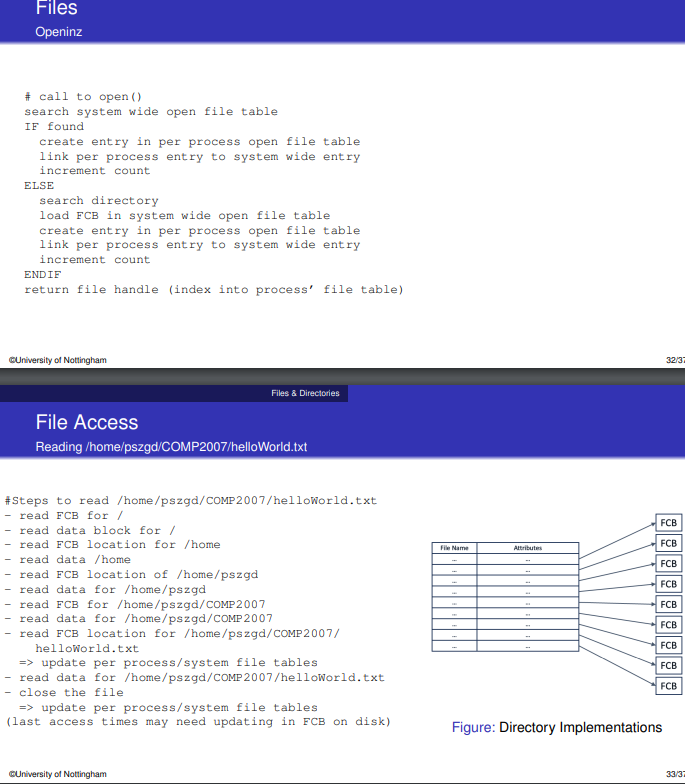 Files
Openinz
# call to open()
search system wide open file table
IF found
create entry in per process open file table
link per process entry to system wide entry
increment count
ELSE
search directory
load FCB in system wide open file table
create entry in per process open file table
link per process entry to system wide entry
increment count
ENDIF
return file handle (index into process’ file table)
©University of Nottingham
32/37
Files & Directories
File Access
Reading /home/pszgd/COMP2007/helloWorld.txt
#Steps to read /home/pszgd/COMP2007/helloWorld.txt
- read FCB for /
- read data block for /
- read FCB location for /home
- read data /home
- read FCB location of /home/pszgd
- read data for /home/pszgd
- read FCB for /home/pszgd/COMP2007
- read data for /home/pszgd/COMP2007
- read FCB location for /home/pszgd/COMP2007/
helloWorld.txt
=> update per process/system file tables
- read data for /home/pszgd/COMP2007/helloWorld.txt
- close the file
=> update per process/system file tables
(last access times may need updating in FCB on disk)
File Name Attributes
... ...
... ...
... ...
... ...
... ...
... ...
... ...
... ...
FCB
FCB
FCB
FCB
FCB
FCB
FCB
FCB
FCB
Figure: Directory Implementations
©University of Nottingham
33/37